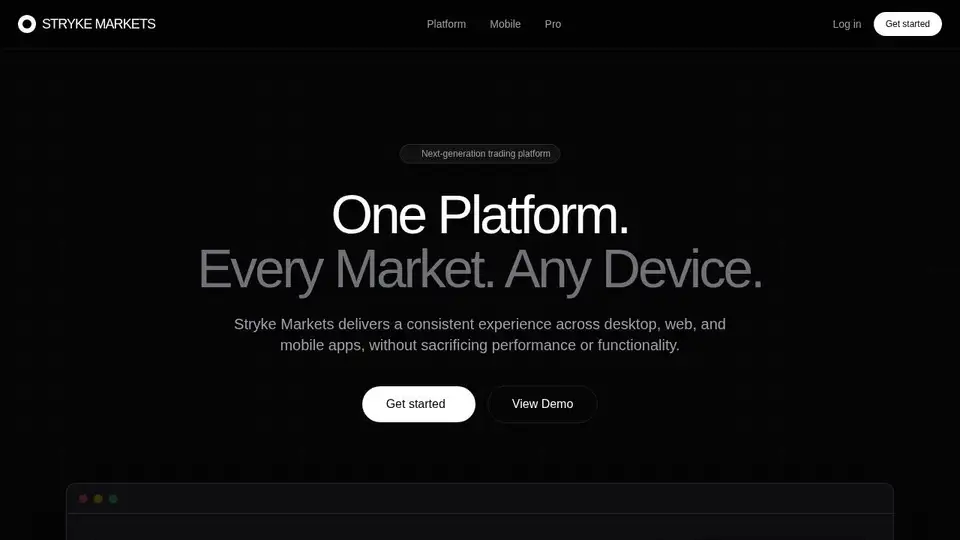 STRYKE MARKETS
Platform
Mobile
Pro
Log in
Get started
Next-generation trading platform
One Platform.
Every Market. Any Device.
Stryke Markets delivers a consistent experience across desktop, web, and
mobile apps, without sacrificing performance or functionality.
Get started
View Demo